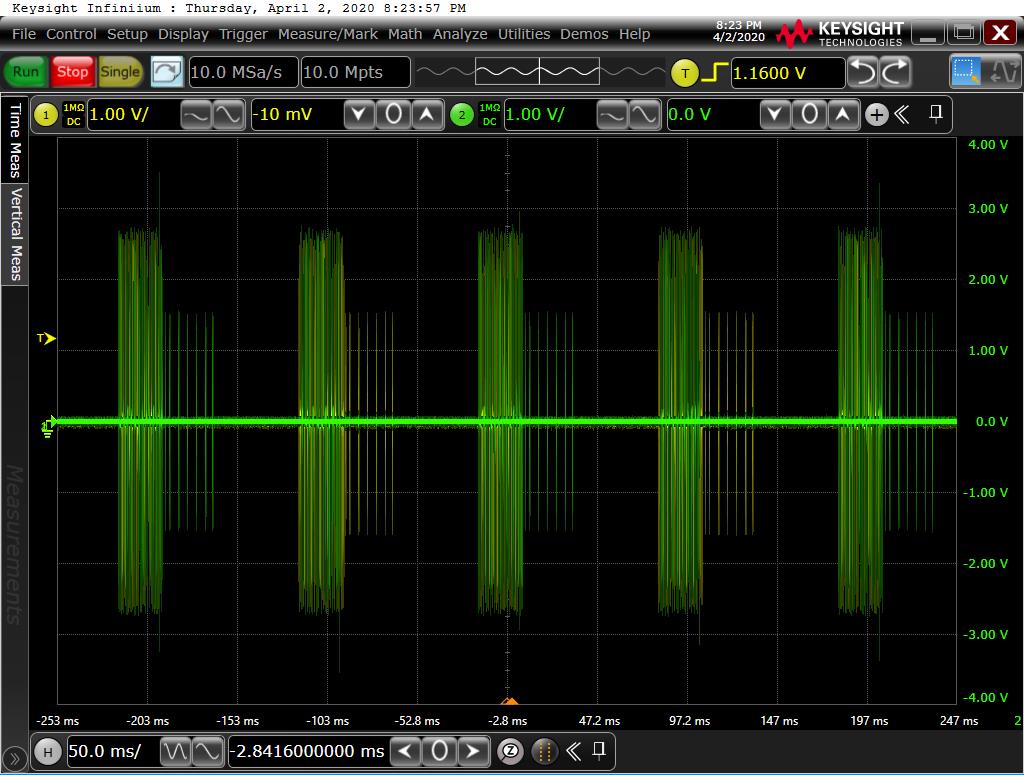 Keysight Infiniium : Thursday, April 2, 2020 8:23:57 PM
File Control Setup Display Trigger Measure/Mark Math Analyze Utilities Demos Help
8:23 PM
4/2/2020
KEYSIGHT
TECHNOLOGIES
Run Stop Single 10.0 MSa/s 10.0 Mpts T 1.1600 V
1 1MΩ DC 1.00 V/ -10 mV 0 2 1MΩ DC 1.00 V/ 0.0 V 0
Time Meas
Vertical Meas
Measurements
4.00 V
3.00 V
2.00 V
1.00 V
0.0 V
-1.00 V
-2.00 V
-3.00 V
-4.00 V
T
-253 ms -203 ms -153 ms -103 ms -52.8 ms -2.8 ms 47.2 ms 97.2 ms 147 ms 197 ms 247 ms 2
H 50.0 ms/ -2.8416000000 ms 0 Z